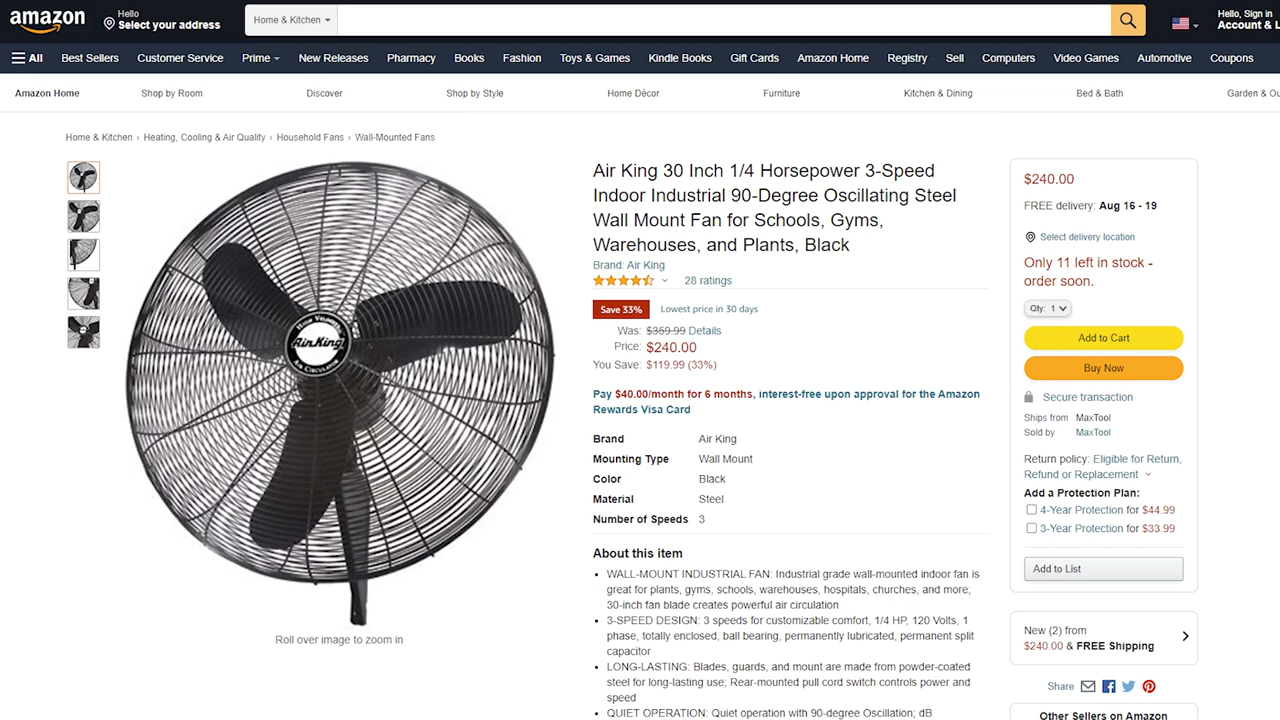 amazon
Hello
Select your address
Home & Kitchen
Hello, Sign in
Account & L
All
Best Sellers
Customer Service
Prime
New Releases
Pharmacy
Books
Fashion
Toys & Games
Kindle Books
Gift Cards
Amazon Home
Registry
Sell
Computers
Video Games
Automotive
Coupons
Amazon Home
Shop by Room
Discover
Shop by Style
Home Décor
Furniture
Kitchen & Dining
Bed & Bath
Garden & Ou
Home & Kitchen › Heating, Cooling & Air Quality › Household Fans › Wall-Mounted Fans
High Velocity
Air King
Air Circulator
Roll over image to zoom in
Air King 30 Inch 1/4 Horsepower 3-Speed
Indoor Industrial 90-Degree Oscillating Steel
Wall Mount Fan for Schools, Gyms,
Warehouses, and Plants, Black
Brand: Air King
28 ratings
Save 33%
Lowest price in 30 days
Was: $359.99 Details
Price: $240.00
You Save: $119.99 (33%)
Pay $40.00/month for 6 months, interest-free upon approval for the Amazon
Rewards Visa Card
Brand Air King
Mounting Type Wall Mount
Color Black
Material Steel
Number of Speeds 3
About this item
• WALL-MOUNT INDUSTRIAL FAN: Industrial grade wall-mounted indoor fan is
great for plants, gyms, schools, warehouses, hospitals, churches, and more;
30-inch fan blade creates powerful air circulation
• 3-SPEED DESIGN: 3 speeds for customizable comfort, 1/4 HP, 120 Volts, 1
phase, totally enclosed, ball bearing, permanently lubricated, permanent split
capacitor
• LONG-LASTING: Blades, guards, and mount are made from powder-coated
steel for long-lasting use; Rear-mounted pull cord switch controls power and
speed
• QUIET OPERATION: Quiet operation with 90-degree Oscillation; dB
$240.00
FREE delivery: Aug 16 - 19
Select delivery location
Only 11 left in stock -
order soon.
Qty: 1
Add to Cart
Buy Now
Secure transaction
Ships from MaxTool
Sold by MaxTool
Return policy: Eligible for Return,
Refund or Replacement
Add a Protection Plan:
4-Year Protection for $44.99
3-Year Protection for $33.99
Add to List
New (2) from
$240.00 & FREE Shipping
Share
Other Sellers on Amazon